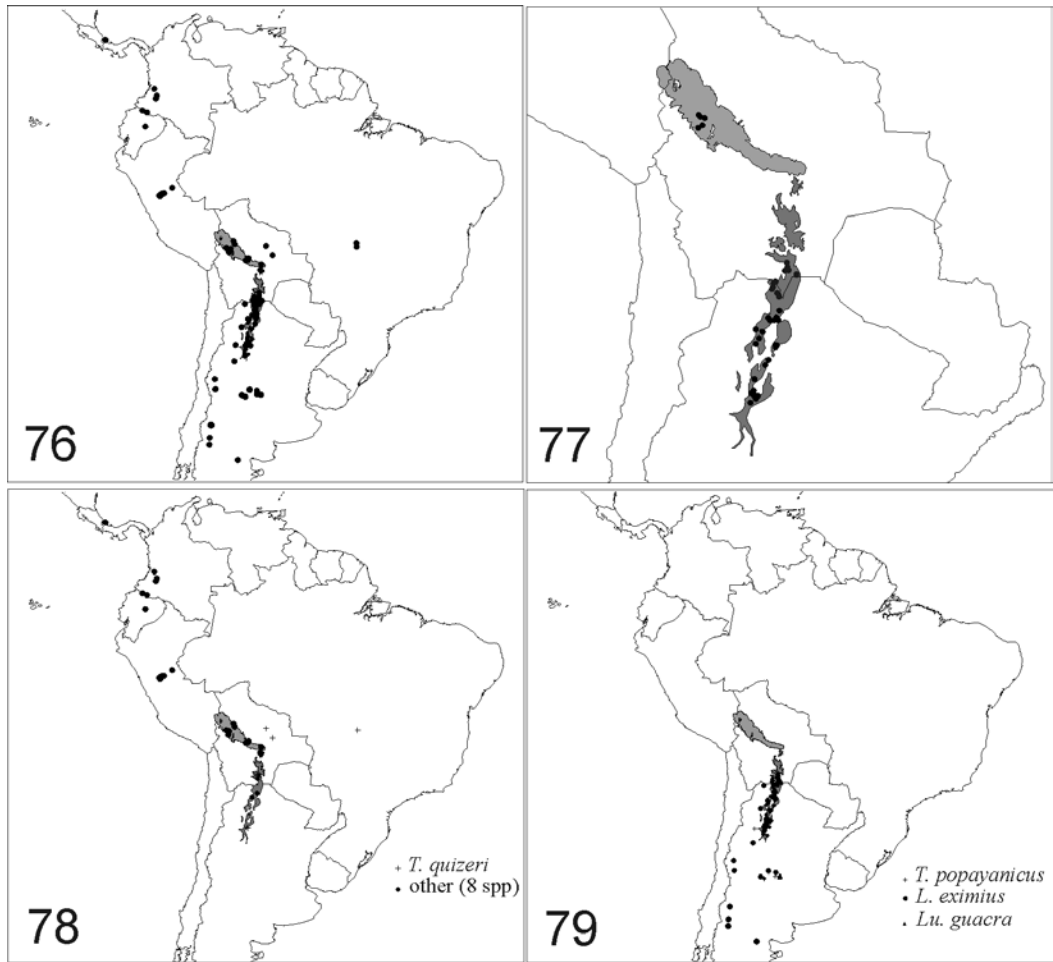 76
77
78
T. quizeri
other (8 spp)
79
T. popayanicus
L. eximius
Lu. guacra